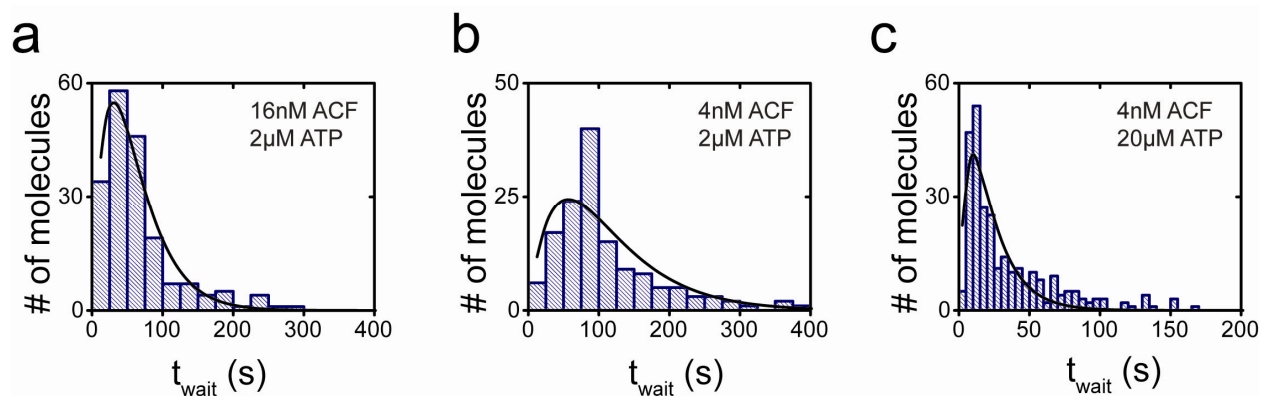 a
60
30
0
# of molecules
16nM ACF
2μM ATP
0 100 200 300 400
t_wait (s)
b
50
25
0
# of molecules
4nM ACF
2μM ATP
0 100 200 300 400
t_wait (s)
c
60
30
0
# of molecules
4nM ACF
20μM ATP
0 50 100 150 200
t_wait (s)